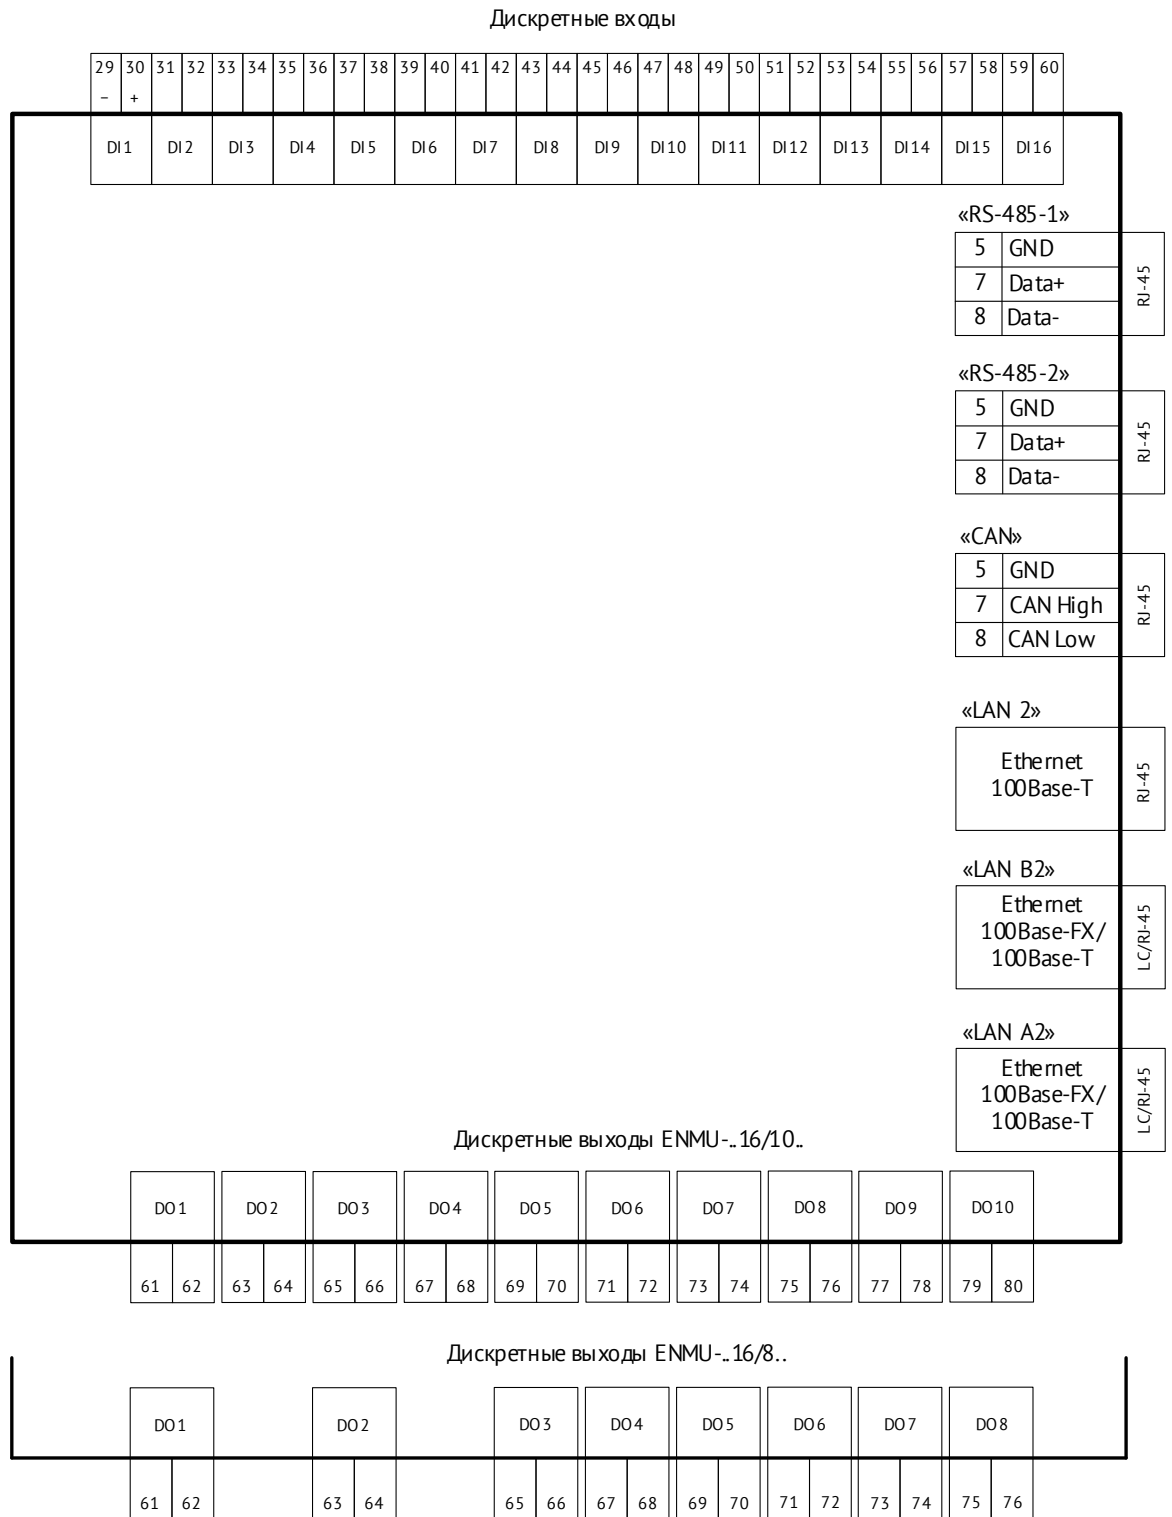 Дискретные входы
29 30 31 32 33 34 35 36 37 38 39 40 41 42 43 44 45 46 47 48 49 50 51 52 53 54 55 56 57 58 59 60
– +
DI1 DI2 DI3 DI4 DI5 DI6 DI7 DI8 DI9 DI10 DI11 DI12 DI13 DI14 DI15 DI16
«RS-485-1»
5 GND
7 Data+
8 Data-
RJ-45
«RS-485-2»
5 GND
7 Data+
8 Data-
RJ-45
«CAN»
5 GND
7 CAN High
8 CAN Low
RJ-45
«LAN 2»
Ethernet
100Base-T
RJ-45
«LAN B2»
Ethernet
100Base-FX/
100Base-T
LC/RJ-45
«LAN A2»
Ethernet
100Base-FX/
100Base-T
LC/RJ-45
Дискретные выходы ENMU-..16/10..
DO1 DO2 DO3 DO4 DO5 DO6 DO7 DO8 DO9 DO10
61 62 63 64 65 66 67 68 69 70 71 72 73 74 75 76 77 78 79 80
Дискретные выходы ENMU-..16/8..
DO1 DO2 DO3 DO4 DO5 DO6 DO7 DO8
61 62 63 64 65 66 67 68 69 70 71 72 73 74 75 76